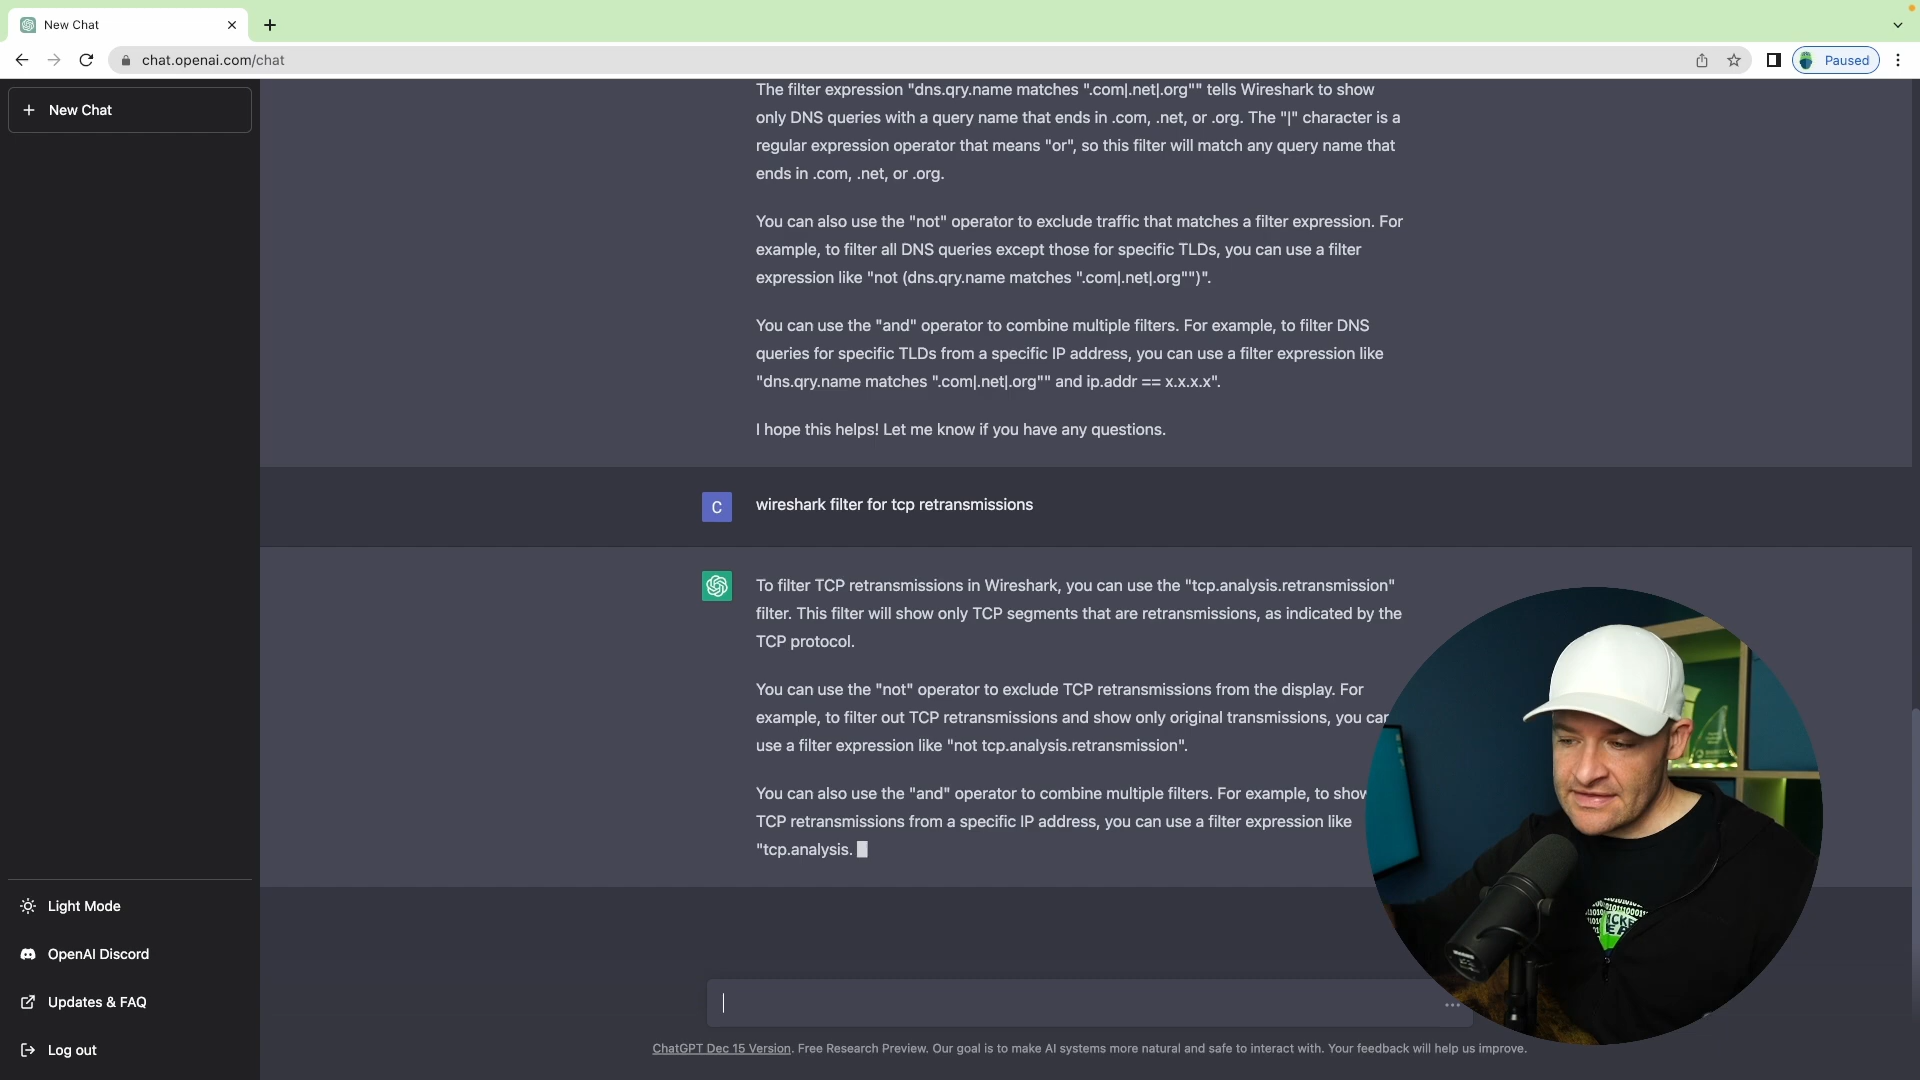 New Chat
chat.openai.com/chat
Paused
New Chat
The filter expression "dns.qry.name matches ".com|.net|.org"" tells Wireshark to show
only DNS queries with a query name that ends in .com, .net, or .org. The "|" character is a
regular expression operator that means "or", so this filter will match any query name that
ends in .com, .net, or .org.
You can also use the "not" operator to exclude traffic that matches a filter expression. For
example, to filter all DNS queries except those for specific TLDs, you can use a filter
expression like "not (dns.qry.name matches ".com|.net|.org"")".
You can use the "and" operator to combine multiple filters. For example, to filter DNS
queries for specific TLDs from a specific IP address, you can use a filter expression like
"dns.qry.name matches ".com|.net|.org"" and ip.addr == x.x.x.x".
I hope this helps! Let me know if you have any questions.
C
wireshark filter for tcp retransmissions
To filter TCP retransmissions in Wireshark, you can use the "tcp.analysis.retransmission"
filter. This filter will show only TCP segments that are retransmissions, as indicated by the
TCP protocol.
You can use the "not" operator to exclude TCP retransmissions from the display. For
example, to filter out TCP retransmissions and show only original transmissions, you can
use a filter expression like "not tcp.analysis.retransmission".
You can also use the "and" operator to combine multiple filters. For example, to show
TCP retransmissions from a specific IP address, you can use a filter expression like
"tcp.analysis.
Light Mode
OpenAI Discord
Updates & FAQ
Log out
ChatGPT Dec 15 Version. Free Research Preview. Our goal is to make AI systems more natural and safe to interact with. Your feedback will help us improve.